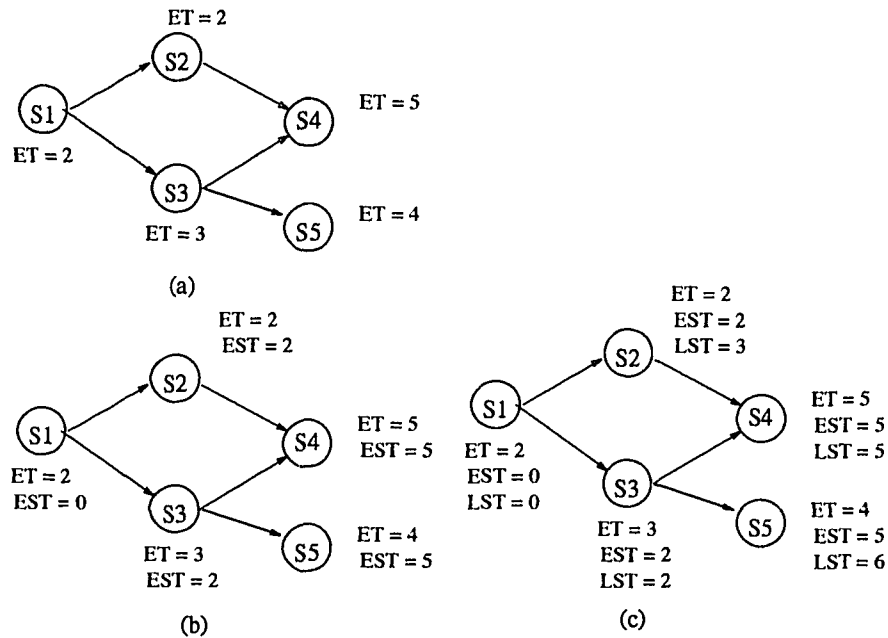 ET = 2
S2
S1
ET = 5
S4
ET = 2
S3
ET = 4
S5
ET = 3
(a)
ET = 2
EST = 2
S2
S1
ET = 5
S4
EST = 5
ET = 2
EST = 0
S3
ET = 4
S5
EST = 5
ET = 3
EST = 2
(b)
ET = 2
EST = 2
LST = 3
S2
S1
ET = 5
S4
EST = 5
LST = 5
ET = 2
EST = 0
LST = 0
S3
ET = 4
S5
EST = 5
LST = 6
ET = 3
EST = 2
LST = 2
(c)